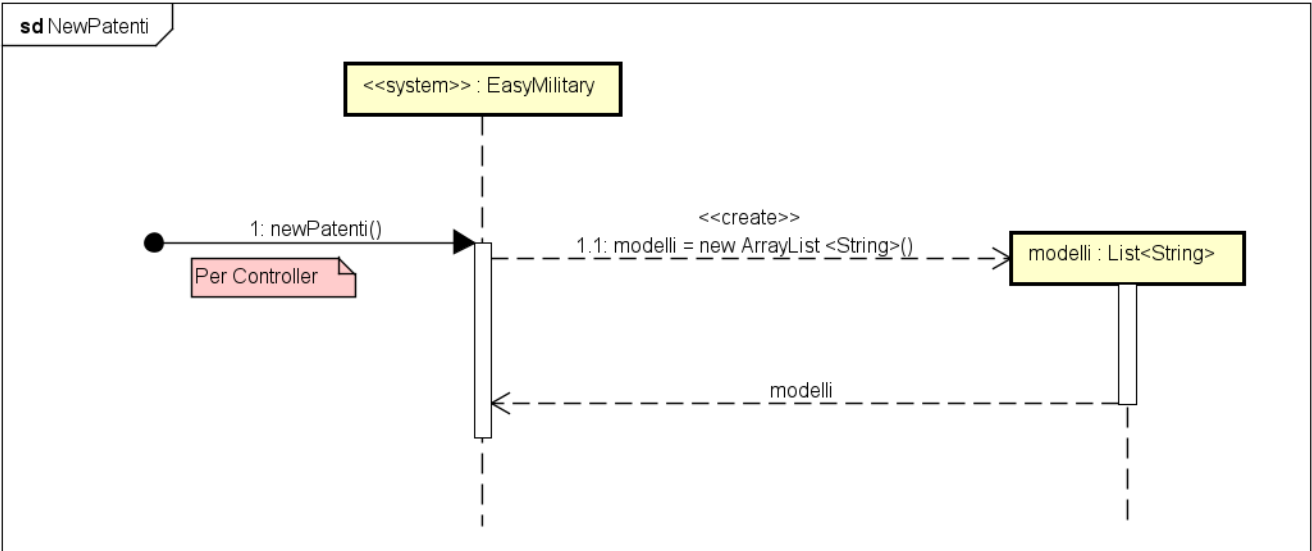 sd NewPatenti
<<system>> : EasyMilitary
1: newPatenti()
Per Controller
<<create>>
1.1: modelli = new ArrayList <String>()
modelli : List<String>
modelli